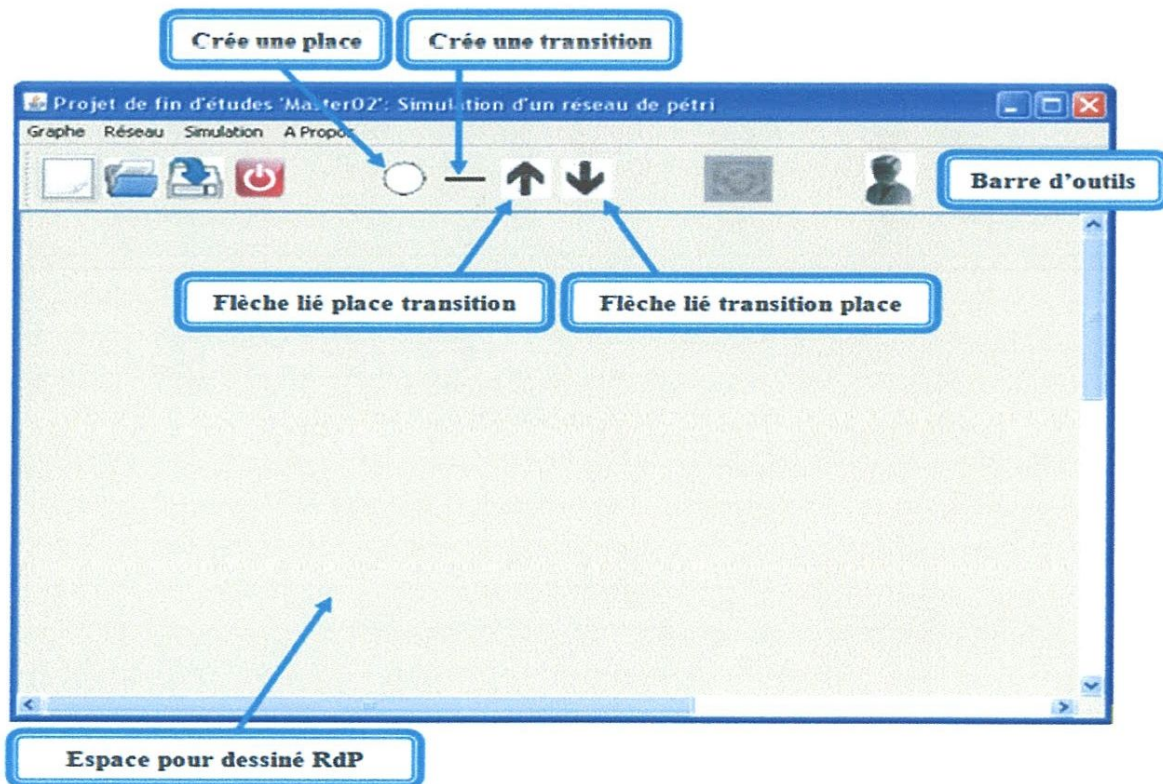 Crée une place
Crée une transition
Projet de fin d'études 'Master02': Simulation d'un réseau de pétri
Graphe Réseau Simulation A Propos
Barre d'outils
Flèche lié place transition
Flèche lié transition place
Espace pour dessiné RdP